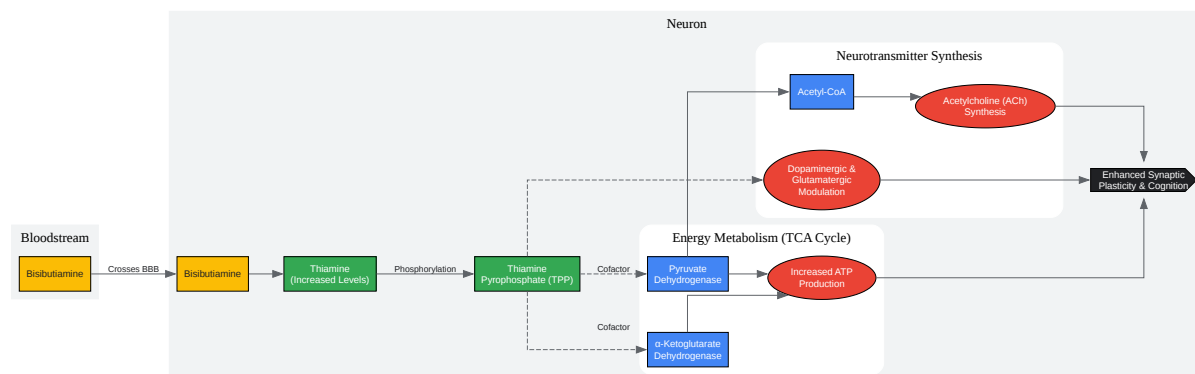 Neuron
Neurotransmitter Synthesis
Acetyl-CoA
Acetylcholine (ACh)
Synthesis
Dopaminergic &
Glutamatergic
Modulation
Enhanced Synaptic
Plasticity & Cognition
Bloodstream
Bisibutiamine
Crosses BBB
Bisibutiamine
Thiamine
(Increased Levels)
Phosphorylation
Thiamine
Pyrophosphate (TPP)
Cofactor
Energy Metabolism (TCA Cycle)
Pyruvate
Dehydrogenase
Increased ATP
Production
Cofactor
α-Ketoglutarate
Dehydrogenase